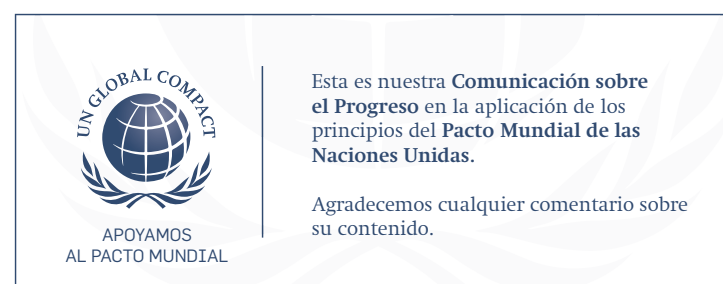 UN GLOBAL COMPACT
APOYAMOS
AL PACTO MUNDIAL
Esta es nuestra Comunicación sobre
el Progreso en la aplicación de los
principios del Pacto Mundial de las
Naciones Unidas.
Agradecemos cualquier comentario sobre
su contenido.